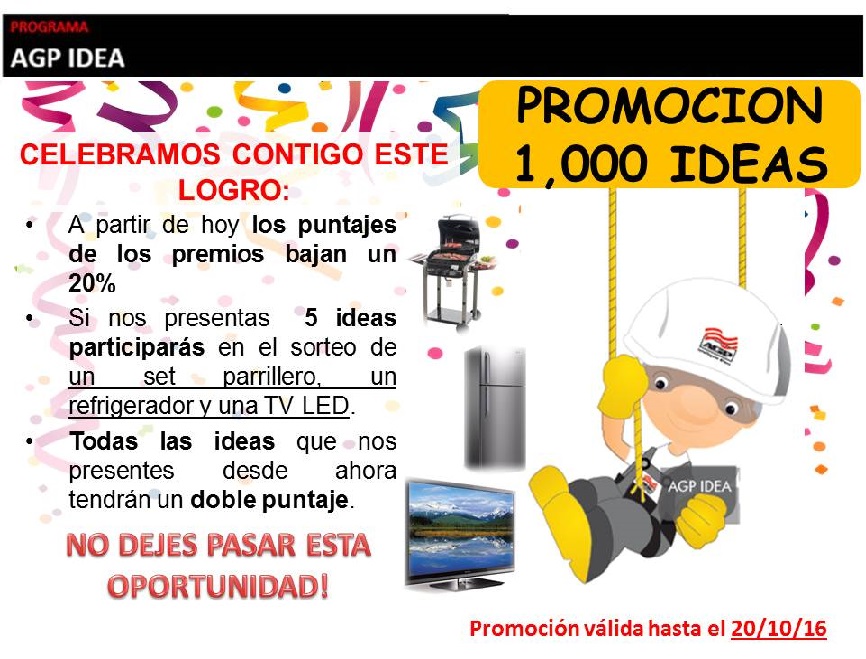 PROGRAMA
AGP IDEA
PROMOCION
1,000 IDEAS
CELEBRAMOS CONTIGO ESTE
LOGRO:
• A partir de hoy los puntajes
de los premios bajan un
20%
• Si nos presentas 5 ideas
participarás en el sorteo de
un set parrillero, un
refrigerador y una TV LED.
• Todas las ideas que nos
presentes desde ahora
tendrán un doble puntaje.
NO DEJES PASAR ESTA
OPORTUNIDAD!
AGP
AGP IDEA
Promoción válida hasta el 20/10/16